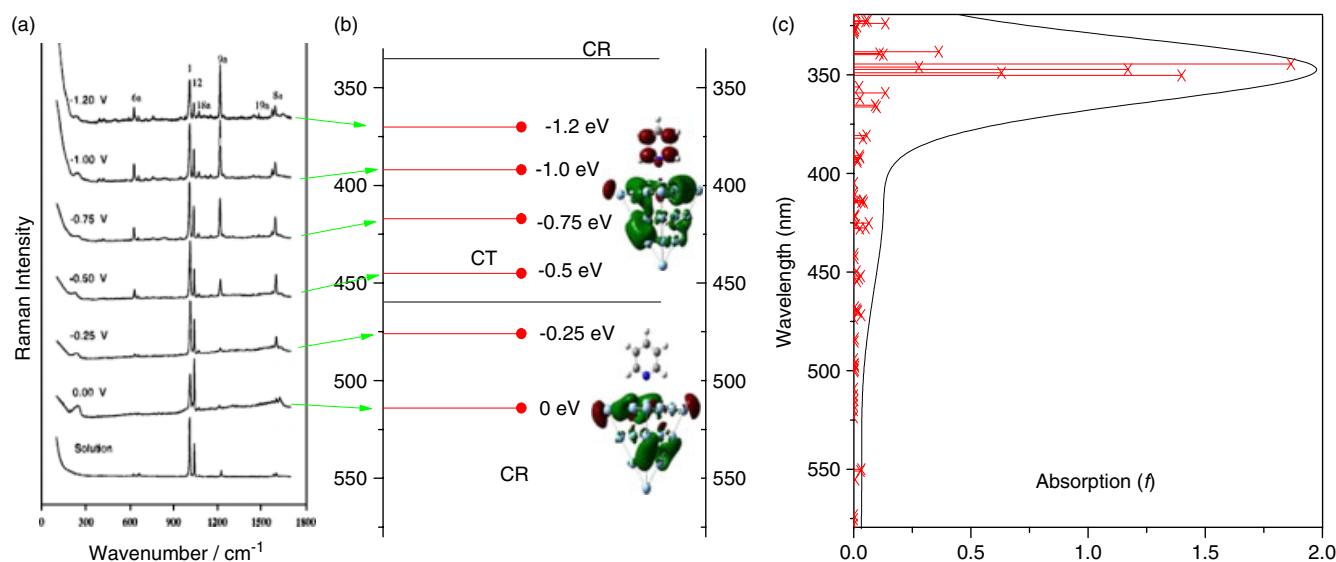 (a)
Raman Intensity
-1.20 V
-1.00 V
-0.75 V
-0.50 V
-0.25 V
0.00 V
Solution
6a
1
12
18a
9a
19a
8a
0 300 600 900 1200 1500 1800
Wavenumber / cm⁻¹
(b)
CR
350
400
450
500
550
-1.2 eV
-1.0 eV
-0.75 eV
CT
-0.5 eV
-0.25 eV
0 eV
CR
350
400
450
500
550
(c)
Wavelength (nm)
350
400
450
500
550
Absorption (f)
0.0 0.5 1.0 1.5 2.0